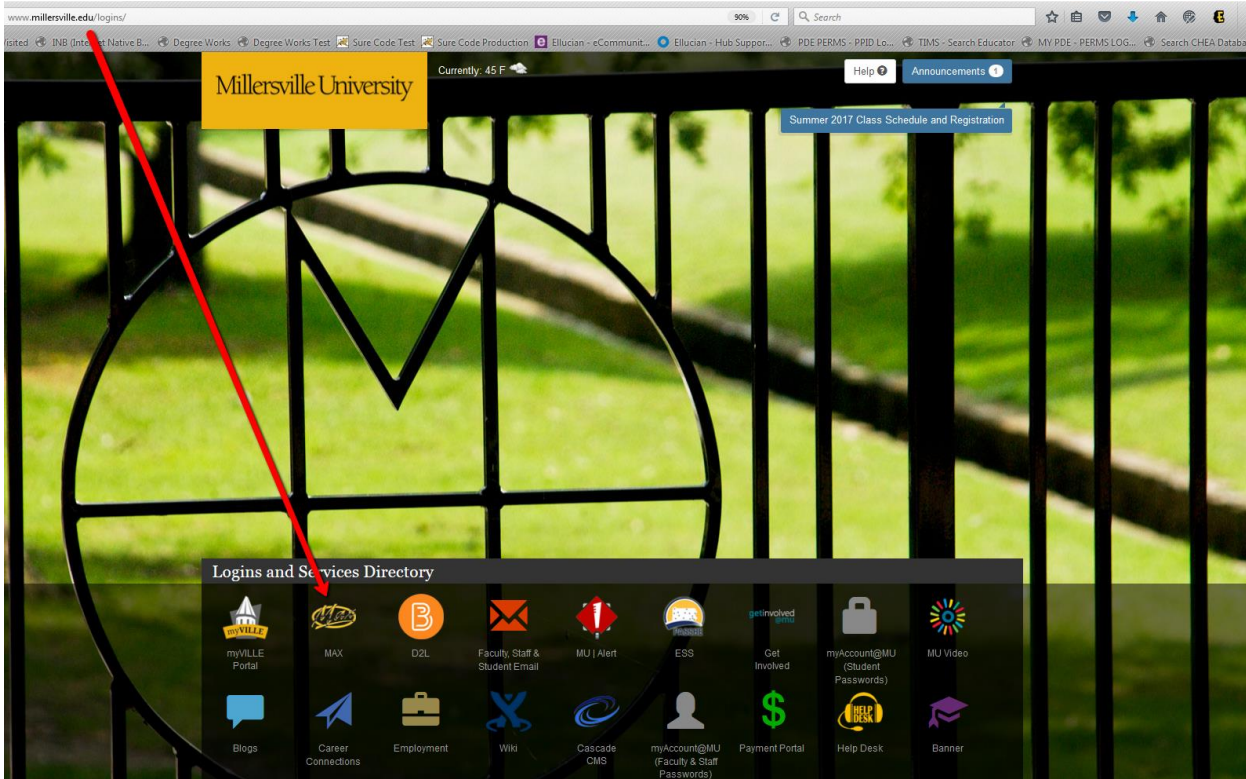 www.millersville.edu/logins/
90%
Search
isited INB (Inte et Native B... Degree Works Degree Works Test Sure Code Test Sure Code Production Ellucian - eCommunit... Ellucian - Hub Suppor... PDE PERMS - PPID Lo... TIMS - Search Educator MY PDE - PERMS LOG... Search CHEA Databa
Millersville University
Currently: 45 F
Help
Announcements 1
Summer 2017 Class Schedule and Registration
Logins and Services Directory
myVILLE
Max
getinvolved
@mu
myVILLE
Portal
MAX
D2L
Faculty, Staff &
Student Email
MU | Alert
ESS
Get
Involved
myAccount@MU
(Student
Passwords)
MU Video
HELP
DESK
Blogs
Career
Connections
Employment
Wiki
Cascade
CMS
myAccount@MU
(Faculty & Staff
Passwords)
Payment Portal
Help Desk
Banner